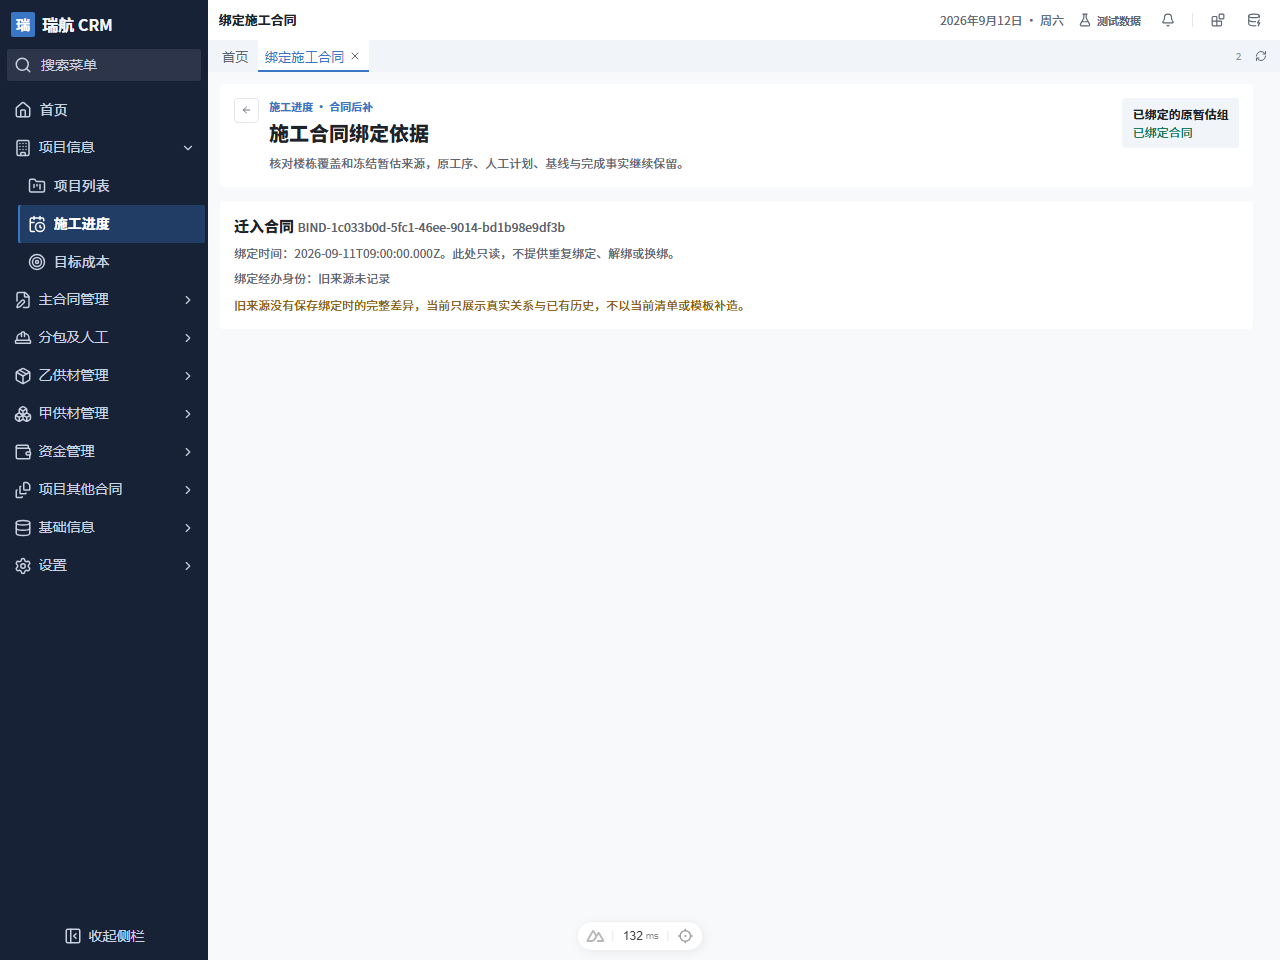 瑞 瑞航 CRM
搜索菜单
首页
项目信息
项目列表
施工进度
目标成本
主合同管理
分包及人工
乙供材管理
甲供材管理
资金管理
项目其他合同
基础信息
设置
收起侧栏
绑定施工合同
2026年9月12日 · 周六 测试数据
首页 绑定施工合同
2
施工进度 · 合同后补
施工合同绑定依据
核对楼栋覆盖和冻结暂估来源，原工序、人工计划、基线与完成事实继续保留。
已绑定的原暂估组
已绑定合同
迁入合同 BIND-1c033b0d-5fc1-46ee-9014-bd1b98e9df3b
绑定时间：2026-09-11T09:00:00.000Z。此处只读，不提供重复绑定、解绑或换绑。
绑定经办身份：旧来源未记录
旧来源没有保存绑定时的完整差异，当前只展示真实关系与已有历史，不以当前清单或模板补造。
132 ms